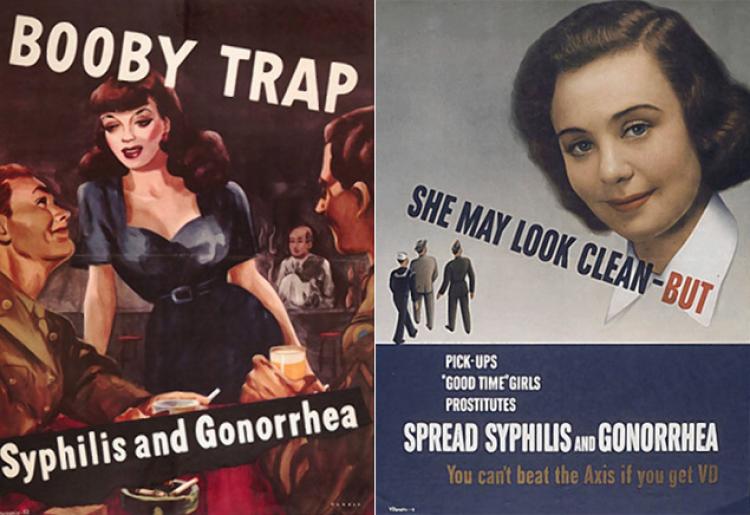 BOOBY TRAP
Syphilis and Gonorrhea
SHE MAY LOOK CLEAN-BUT
PICK-UPS
"GOOD TIME" GIRLS
PROSTITUTES
SPREAD SYPHILIS AND GONORRHEA
You can't beat the Axis if you get VD